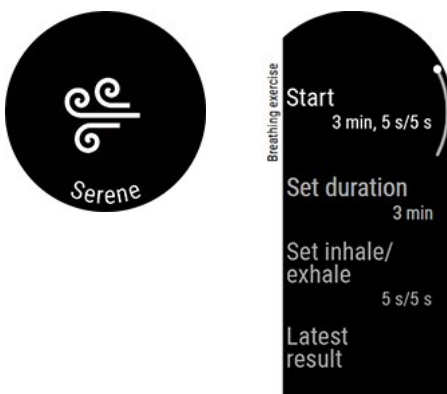 Serene
Breathing exercise
Start
3 min, 5 s/5 s
Set duration
3 min
Set inhale/
exhale
5 s/5 s
Latest
result